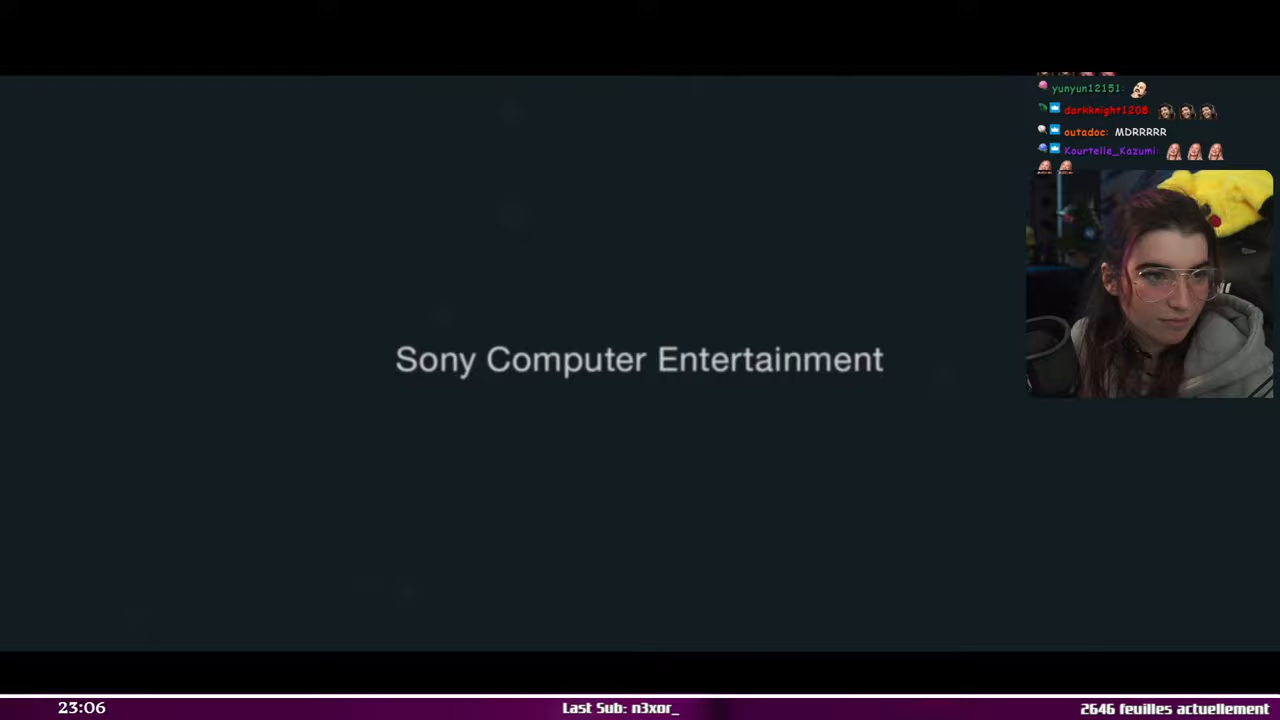 yunyun12151:
darkknight1208:
outadoc: MDRRRRR
Kourtelle_Kazumi:
Sony Computer Entertainment
23:06
Last Sub: n3xor_
2646 feuilles actuellement